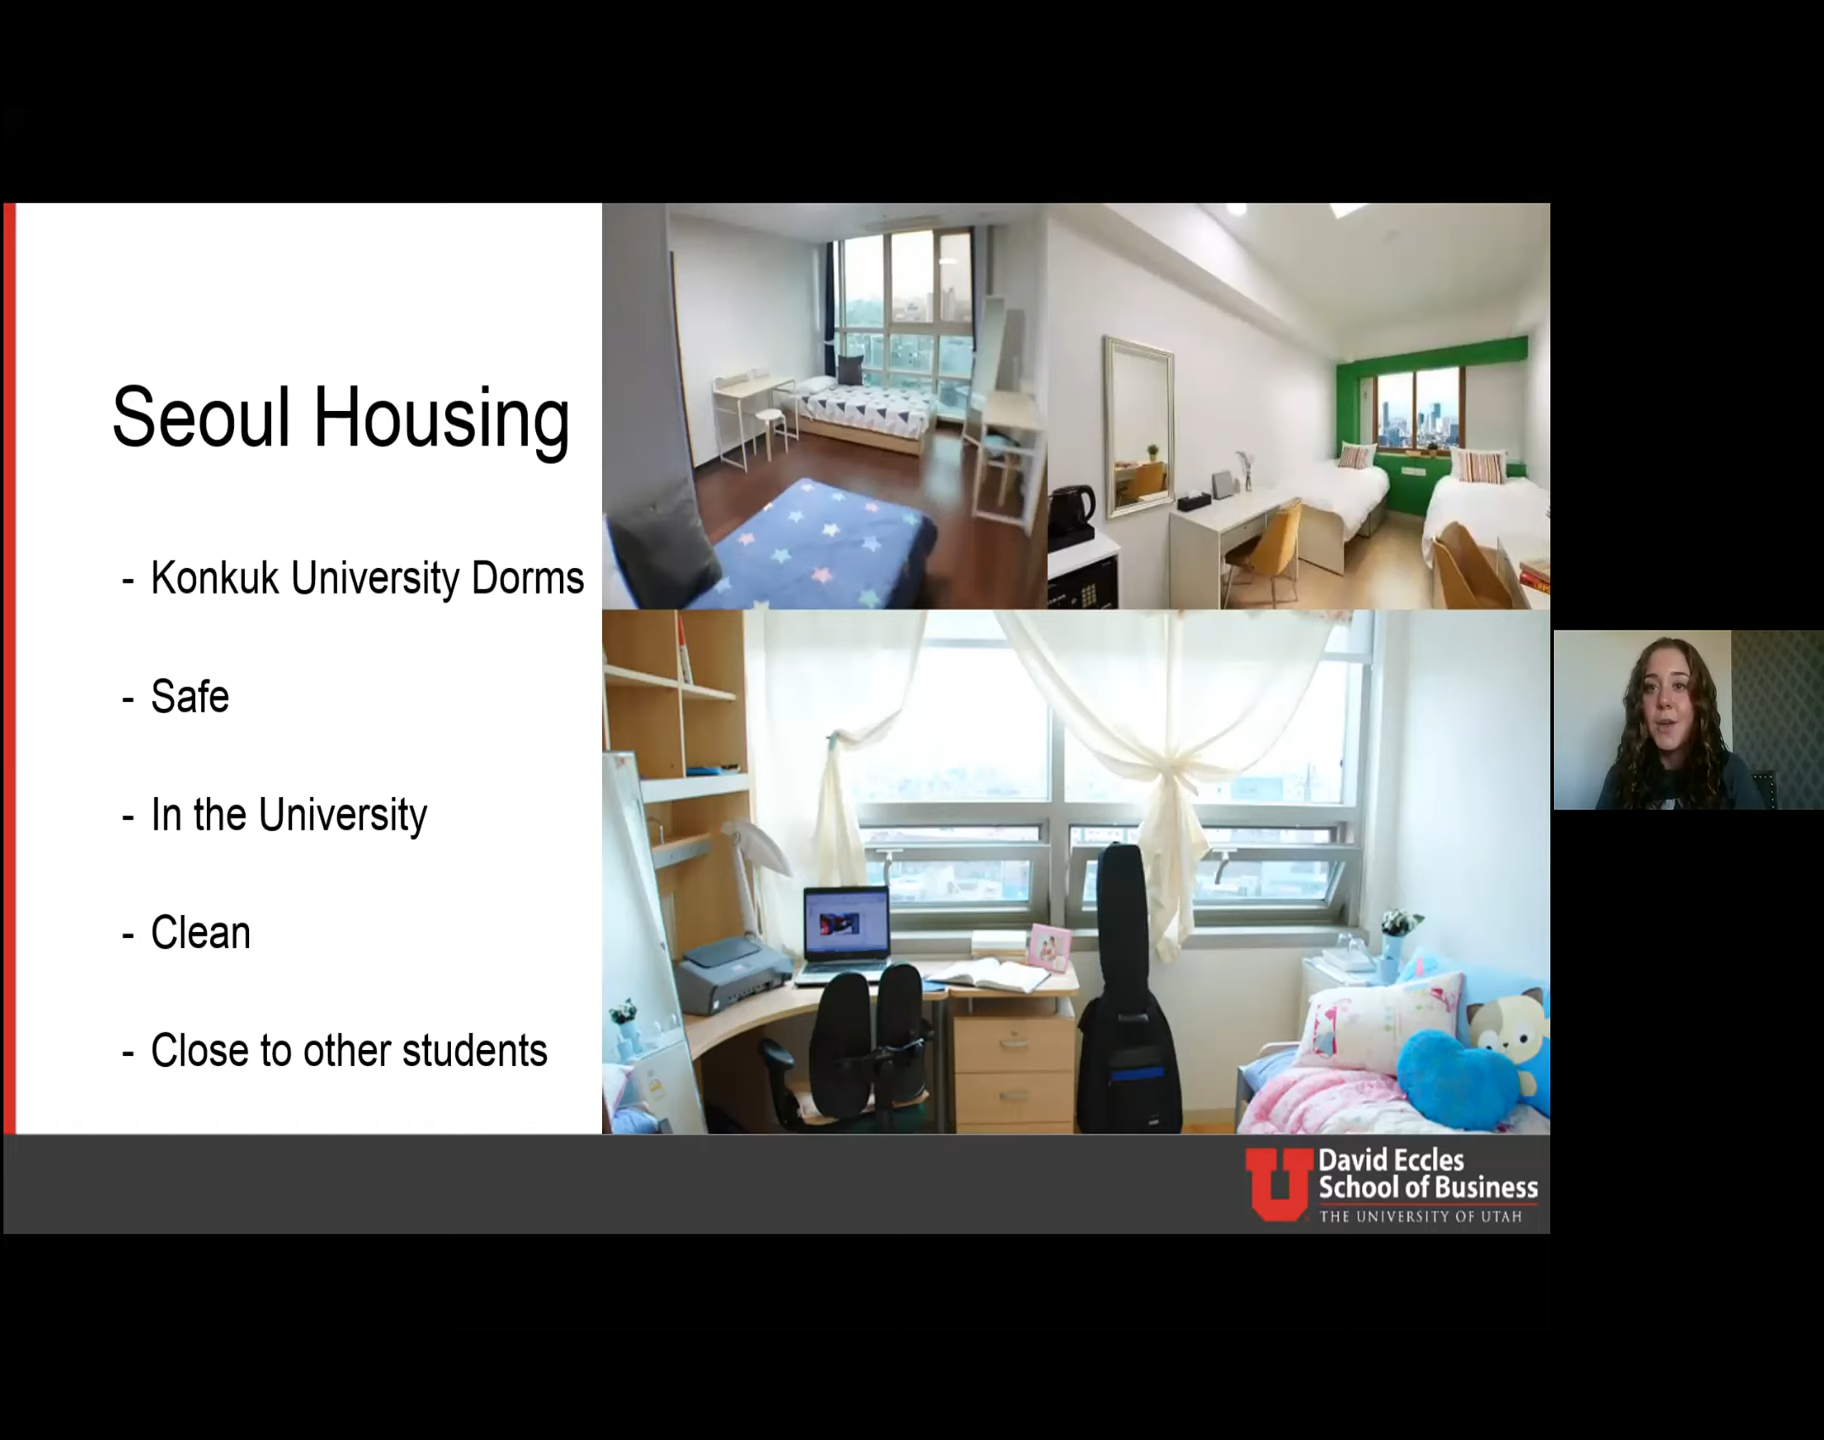 Seoul Housing
- Konkuk University Dorms
- Safe
- In the University
- Clean
- Close to other students
U David Eccles
School of Business
THE UNIVERSITY OF UTAH